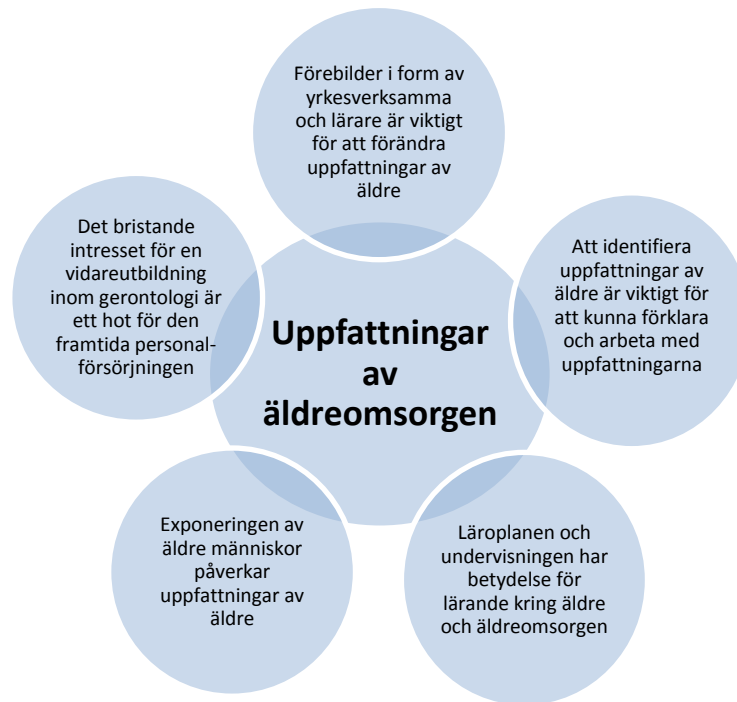 Förebilder i form av
yrkesverksamma
och lärare är viktigt
för att förändra
uppfattningar av
äldre
Det bristande
intresset för en
vidareutbildning
inom gerontologi är
ett hot för den
framtida personal-
försörjningen
Att identifiera
uppfattningar av
äldre är viktigt för
att kunna förklara
och arbeta med
uppfattningarna
Uppfattningar
av
äldreomsorgen
Exponeringen av
äldre människor
påverkar
uppfattningar av
äldre
Läroplanen och
undervisningen har
betydelse för
lärande kring äldre
och äldreomsorgen